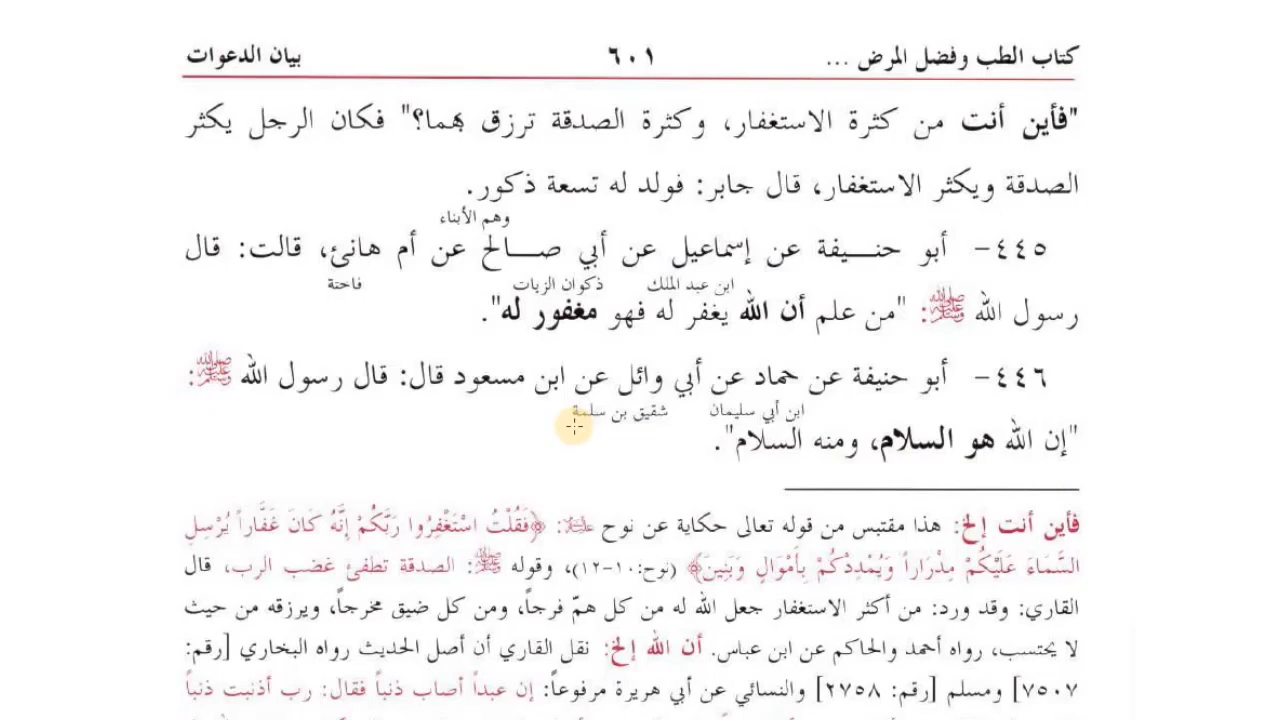 كتاب الطب وفضل المرض ... ٦٠١ بيان الدعوات
"فأين أنت من كثرة الاستغفار، وكثرة الصدقة ترزق بهما؟" فكان الرجل يكثر
الصدقة ويكثر الاستغفار، قال جابر: فولد له تسعة ذكور.
وهم الأبناء
٤٤٥- أبو حنيفة عن إسماعيل عن أبي صالح عن أم هانئ، قالت: قال
ابن عبد الملك ذكوان الزيات فاحتة
رسول الله ﷺ: "من علم أن الله يغفر له فهو مغفور له".
٤٤٦- أبو حنيفة عن حماد عن أبي وائل عن ابن مسعود قال: قال رسول الله ﷺ:
ابن أبي سليمان شقيق بن سلمة
"إن الله هو السلام، ومنه السلام".
فأين أنت إلخ: هذا مقتبس من قوله تعالى حكاية عن نوح عليه السلام: ﴿فَقُلْتُ اسْتَغْفِرُوا رَبَّكُمْ إِنَّهُ كَانَ غَفَّاراً يُرْسِلِ
السَّمَاءَ عَلَيْكُمْ مِدْرَاراً وَيُمْدِدْكُمْ بِأَمْوَالٍ وَبَنِينَ﴾ (نوح:١٠-١٢)، وقوله ﷺ: الصدقة تطفئ غضب الرب، قال
القاري: وقد ورد: من أكثر الاستغفار جعل الله له من كل همّ فرجاً، ومن كل ضيق مخرجاً، ويرزقه من حيث
لا يحتسب، رواه أحمد والحاكم عن ابن عباس. أن الله إلخ: نقل القاري أن أصل الحديث رواه البخاري [رقم:
٧٥٠٧] ومسلم [رقم: ٢٧٥٨] والنسائي عن أبي هريرة مرفوعاً: إن عبداً أصاب ذنباً فقال: رب أذنبت ذنباً